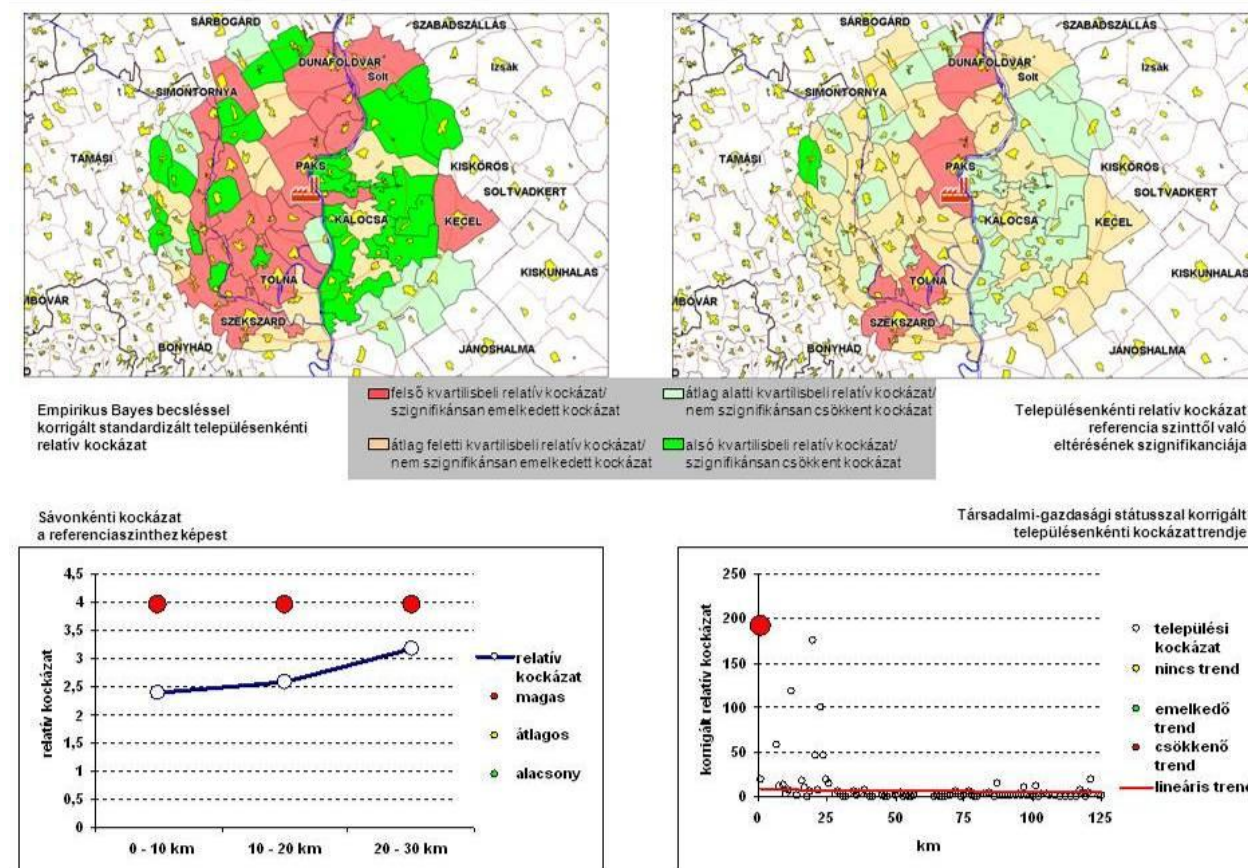 SÁRBOGÁRD
SZABADSZÁLLÁS
DUNAFÖLDVÁR
Izsák
Solt
SIMONTORNYA
TAMÁSI
PAKS
KISKŐRÖS
SOLTVADKERT
KALOCSA
KECEL
KISKUNHALAS
TOLNA
MBOVÁR
SZEKSZÁRD
BONYHÁD
JÁNOSHALMA
SÁRBOGÁRD
SZABADSZÁLLÁS
DUNAFÖLDVÁR
Izsák
Solt
SIMONTORNYA
TAMÁSI
PAKS
KISKŐRÖS
SOLTVADKERT
KALOCSA
KECEL
KISKUNHALAS
TOLNA
MBOVÁR
SZEKSZÁRD
BONYHÁD
JÁNOSHALMA
Empirikus Bayes becsléssel
korrigált standardizált településenkénti
relatív kockázat
felső kvartilisbeli relatív kockázat/
szignifikánsan emelkedett kockázat
átlag alatti kvartilisbeli relatív kockázat/
nem szignifikánsan csökkent kockázat
átlag feletti kvartilisbeli relatív kockázat/
nem szignifikánsan emelkedett kockázat
alsó kvartilisbeli relatív kockázat/
szignifikánsan csökkent kockázat
Településenkénti relatív kockázat
referencia szinttől való
eltérésének szignifikanciája
Sávonkénti kockázat
a referenciaszinthez képest
Társadalmi-gazdasági státusszal korrigált
településenkénti kockázat trendje
relatív kockázat
4,5
4
3,5
3
2,5
2
1,5
1
0,5
0
0 - 10 km
10 - 20 km
20 - 30 km
relatív
kockázat
magas
átlagos
alacsony
korrigált relatív kockázat
250
200
150
100
50
0
0
25
50
75
100
125
km
települési
kockázat
nincs trend
emelkedő
trend
csökkenő
trend
lineáris trend